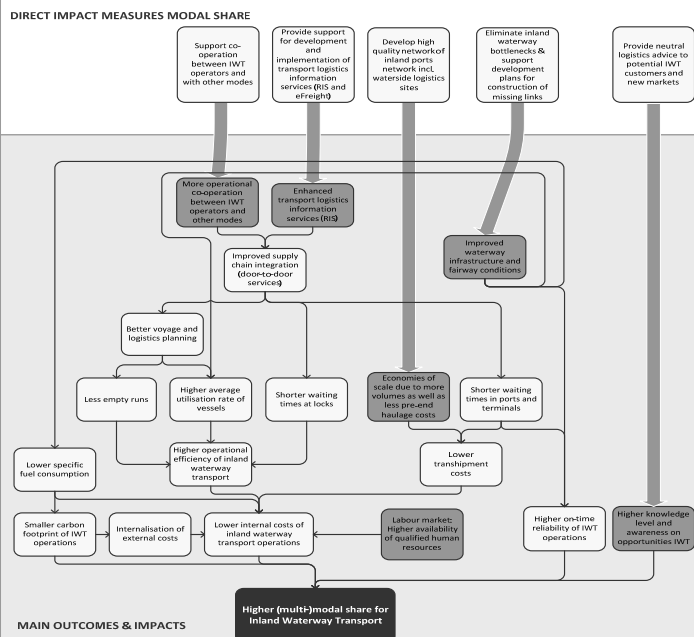 DIRECT IMPACT MEASURES MODAL SHARE
Support co-
operation
between IWT
operators and
with other modes
Provide support
for development
and
implementation of
transport logistics
information
services (RIS and
eFreight)
Develop high
quality network of
inland ports
network incl.
waterside logistics
sites
Eliminate inland
waterway
bottlenecks &
support
development
plans for
construction of
missing links
Provide neutral
logistics advice to
potential IWT
customers and
new markets
More operational
co-operation
between IWT
operators and
other modes
Enhanced
transport logistics
information
services (RIS)
Improved
waterway
infrastructure and
fairway conditions
Improved supply
chain integration
(door-to-door
services)
Better voyage and
logistics planning
Less empty runs
Higher average
utilisation rate of
vessels
Shorter waiting
times at locks
Economies of
scale due to more
volumes as well as
less pre-end
haulage costs
Shorter waiting
times in ports and
terminals
Lower specific
fuel consumption
Higher operational
efficiency of inland
waterway
transport
Lower
transhipment
costs
Smaller carbon
footprint of IWT
operations
Internalisation of
external costs
Lower internal costs of
inland waterway
transport operations
Labour market:
Higher availability
of qualified human
resources
Higher on-time
reliability of IWT
operations
Higher knowledge
level and
awareness on
opportunities IWT
Higher (multi-)modal share for
Inland Waterway Transport
MAIN OUTCOMES & IMPACTS